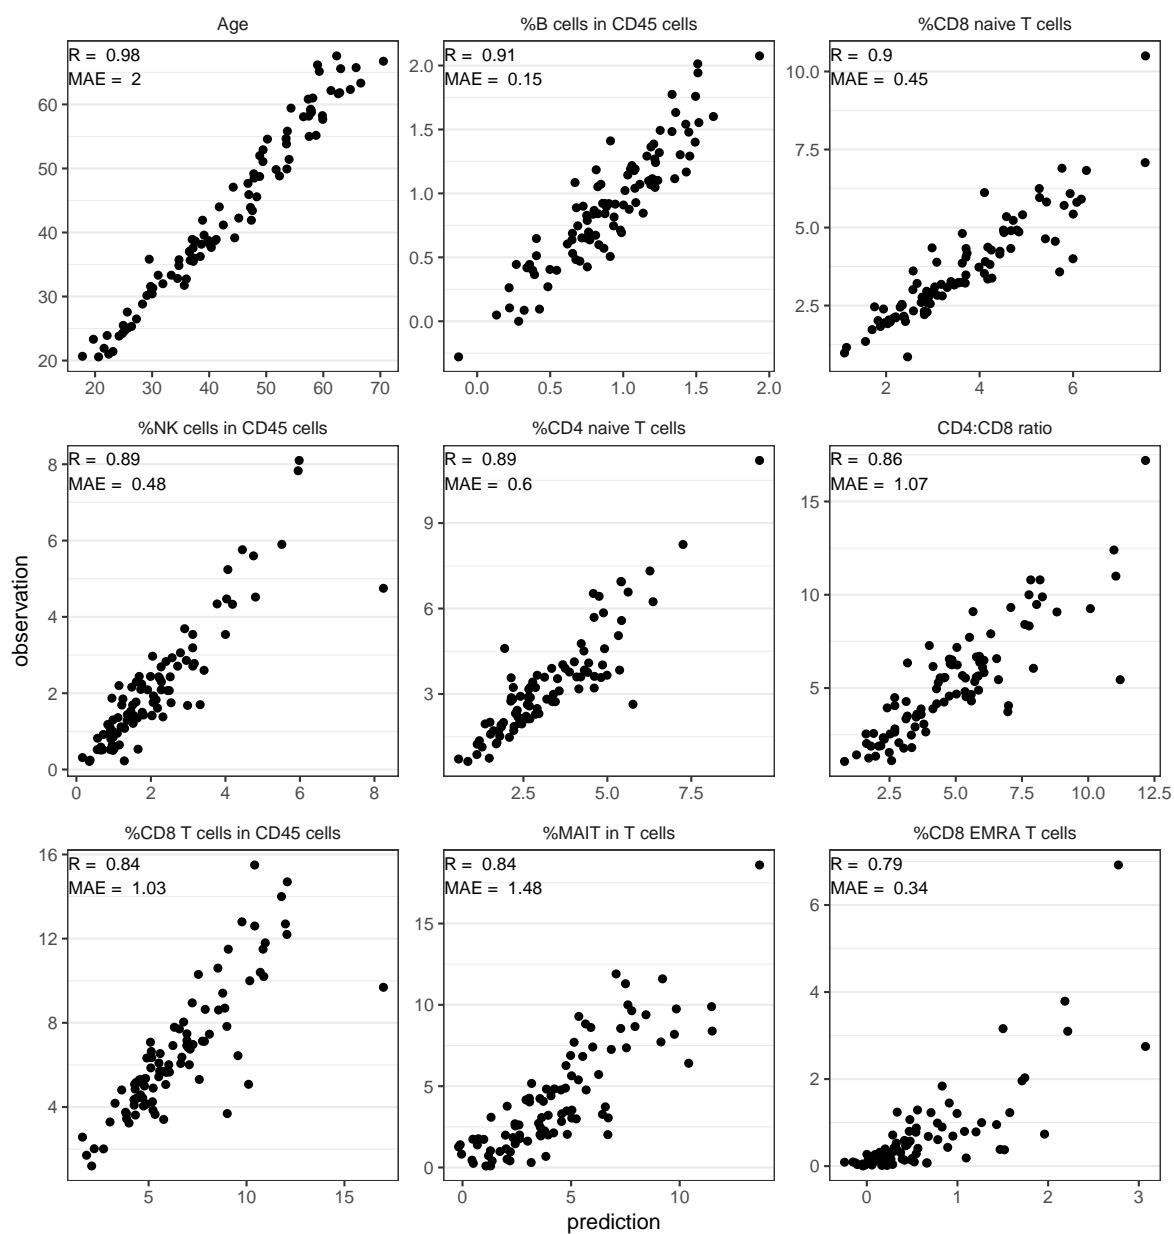 Age
%B cells in CD45 cells
%CD8 naive T cells
R = 0.98
MAE = 2
R = 0.91
MAE = 0.15
R = 0.9
MAE = 0.45
60
50
40
30
20
2.0
1.5
1.0
0.5
0.0
10.0
7.5
5.0
2.5
20 30 40 50 60 70
0.0 0.5 1.0 1.5 2.0
2 4 6
%NK cells in CD45 cells
%CD4 naive T cells
CD4:CD8 ratio
R = 0.89
MAE = 0.48
R = 0.89
MAE = 0.6
R = 0.86
MAE = 1.07
8
6
4
2
0
9
6
3
15
10
5
0 2 4 6 8
2.5 5.0 7.5
2.5 5.0 7.5 10.0 12.5
observation
%CD8 T cells in CD45 cells
%MAIT in T cells
%CD8 EMRA T cells
R = 0.84
MAE = 1.03
R = 0.84
MAE = 1.48
R = 0.79
MAE = 0.34
16
12
8
4
15
10
5
0
6
4
2
0
5 10 15
0 5 10
0 1 2 3
prediction